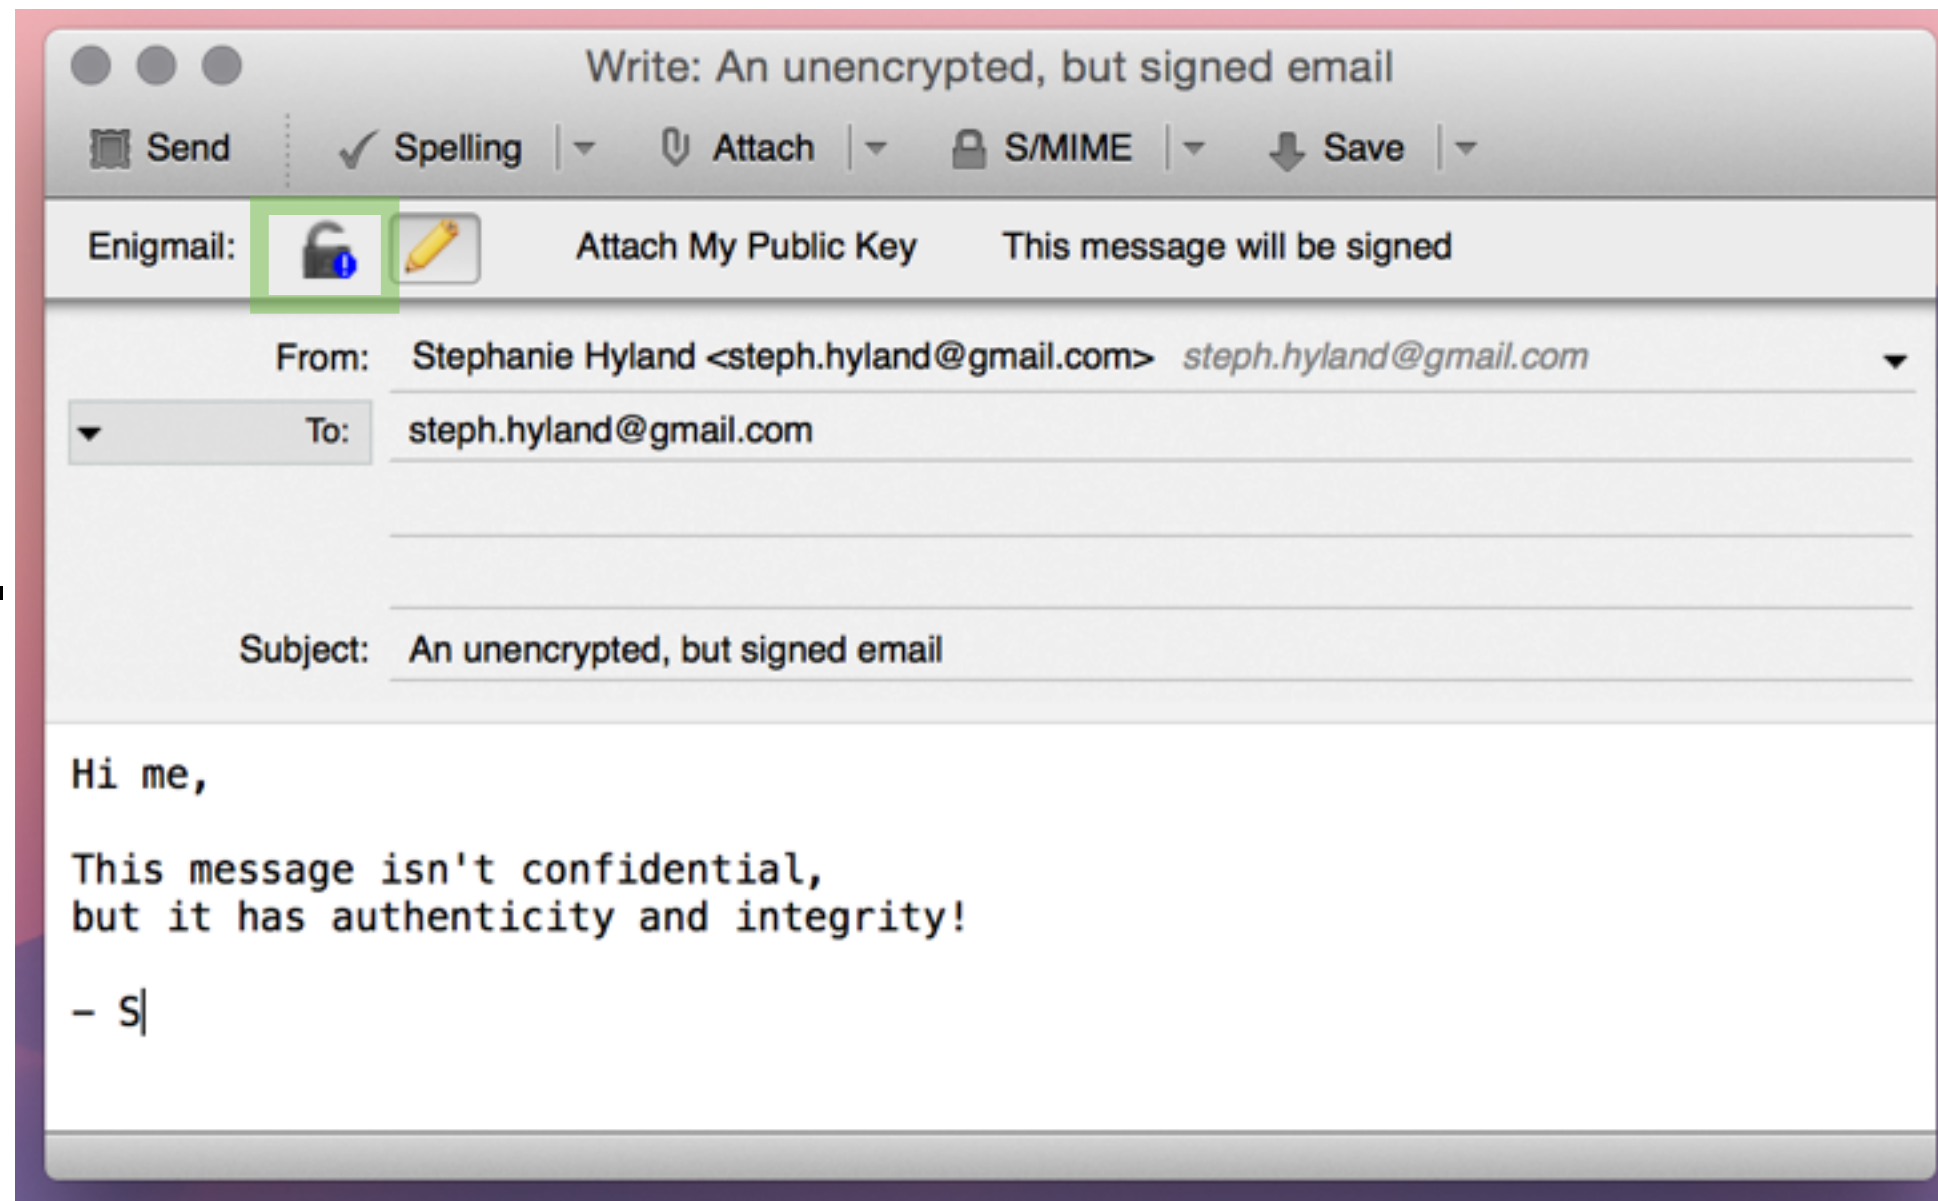 Write: An unencrypted, but signed email
Send Spelling Attach S/MIME Save
Enigmail: Attach My Public Key This message will be signed
From: Stephanie Hyland <steph.hyland@gmail.com> steph.hyland@gmail.com
To: steph.hyland@gmail.com
Subject: An unencrypted, but signed email
Hi me,
This message isn't confidential,
but it has authenticity and integrity!
– S